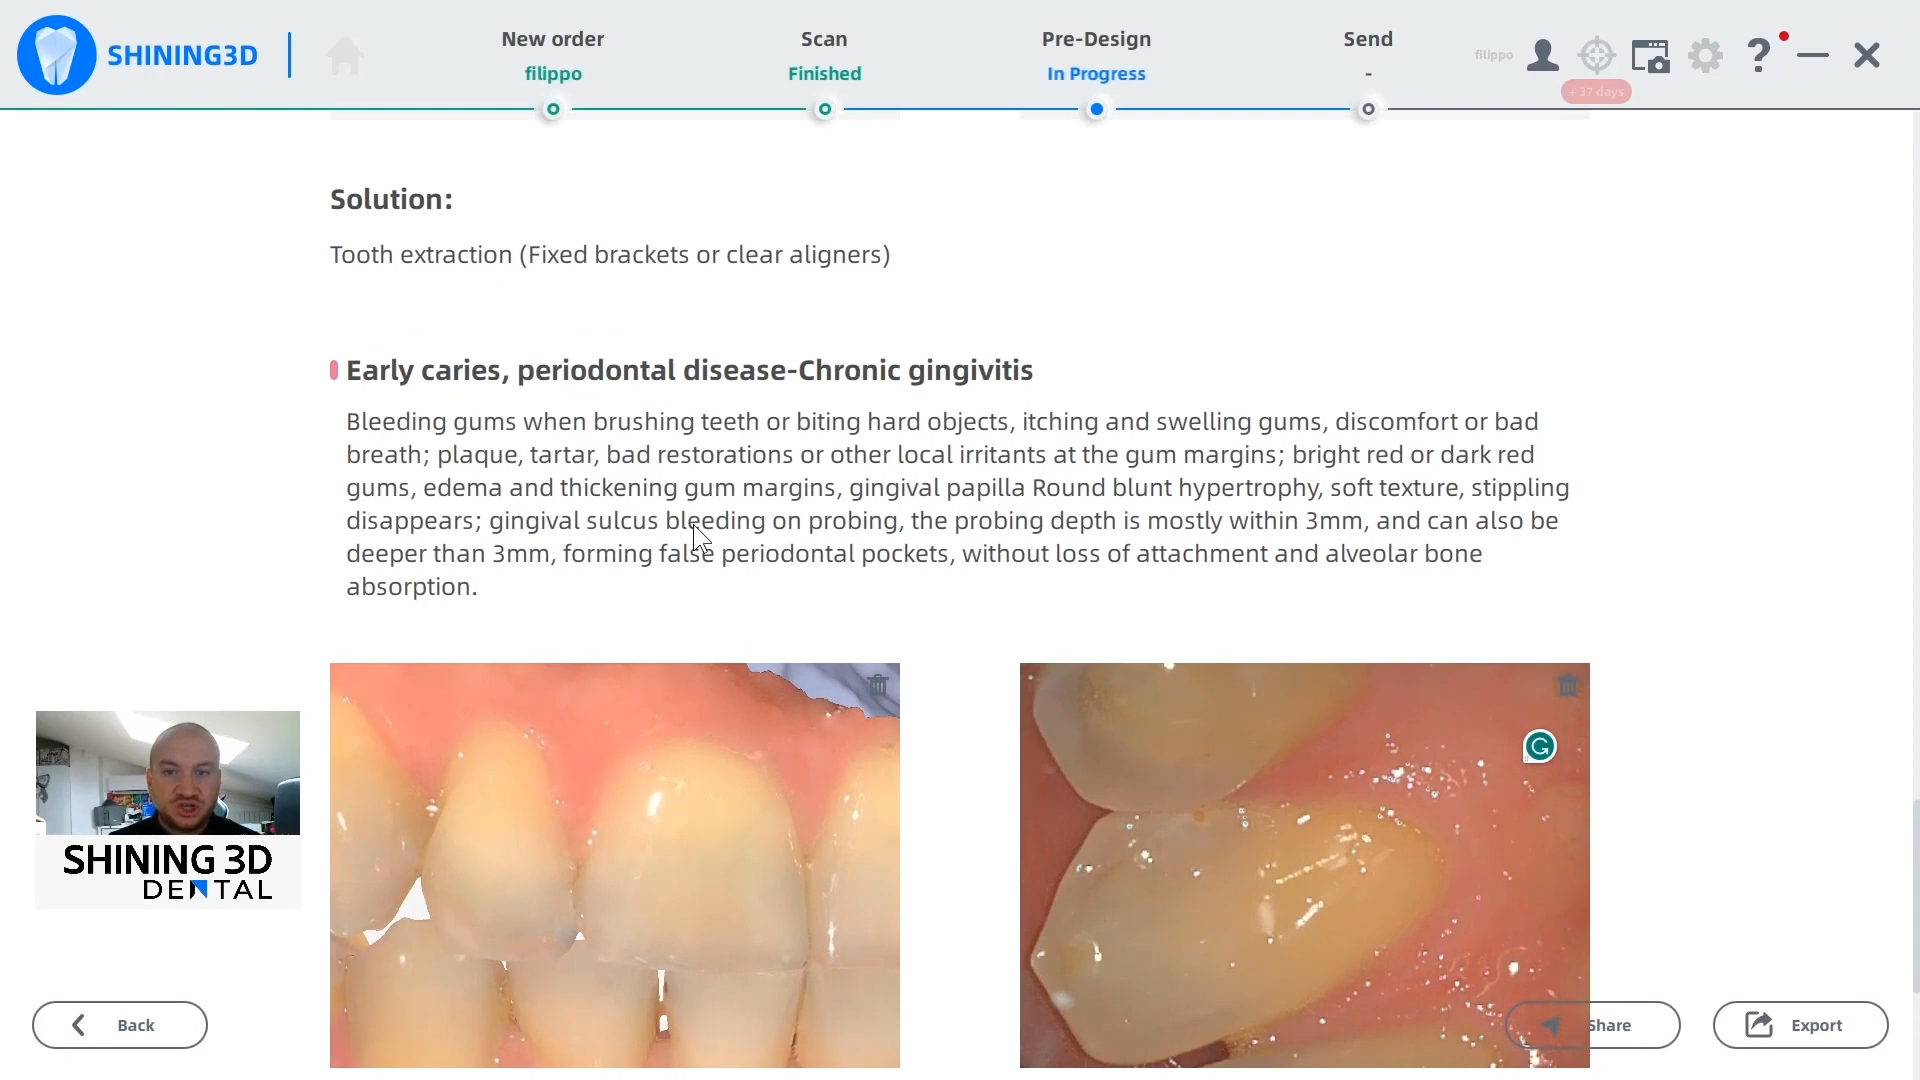 SHINING3D
New order
filippo
Scan
Finished
Pre-Design
In Progress
Send
-
filippo
+ 37 days
Solution:
Tooth extraction (Fixed brackets or clear aligners)
Early caries, periodontal disease-Chronic gingivitis
Bleeding gums when brushing teeth or biting hard objects, itching and swelling gums, discomfort or bad
breath; plaque, tartar, bad restorations or other local irritants at the gum margins; bright red or dark red
gums, edema and thickening gum margins, gingival papilla Round blunt hypertrophy, soft texture, stippling
disappears; gingival sulcus bleeding on probing, the probing depth is mostly within 3mm, and can also be
deeper than 3mm, forming false periodontal pockets, without loss of attachment and alveolar bone
absorption.
SHINING 3D
DENTAL
Back
Share
Export